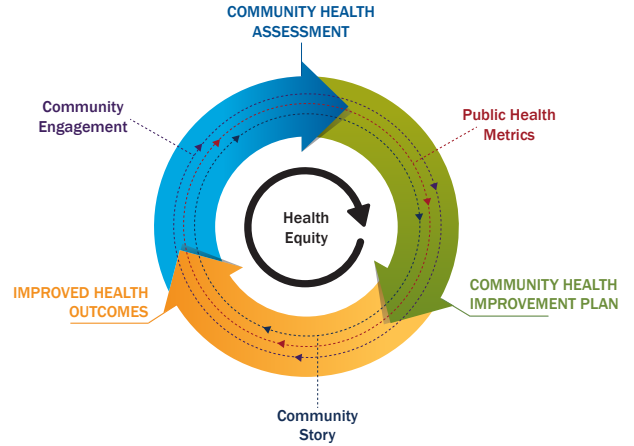 COMMUNITY HEALTH
ASSESSMENT
Community
Engagement
Public Health
Metrics
Health
Equity
IMPROVED HEALTH
OUTCOMES
COMMUNITY HEALTH
IMPROVEMENT PLAN
Community
Story